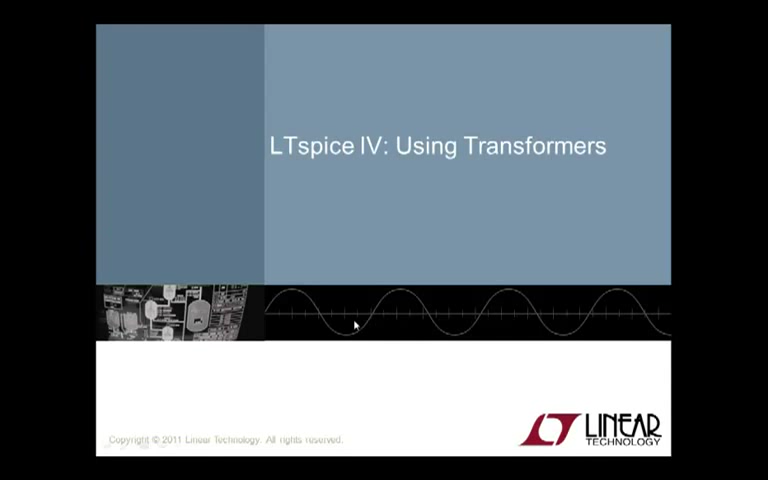 LTspice IV: Using Transformers
Copyright © 2011 Linear Technology. All rights reserved.
LINEAR
TECHNOLOGY